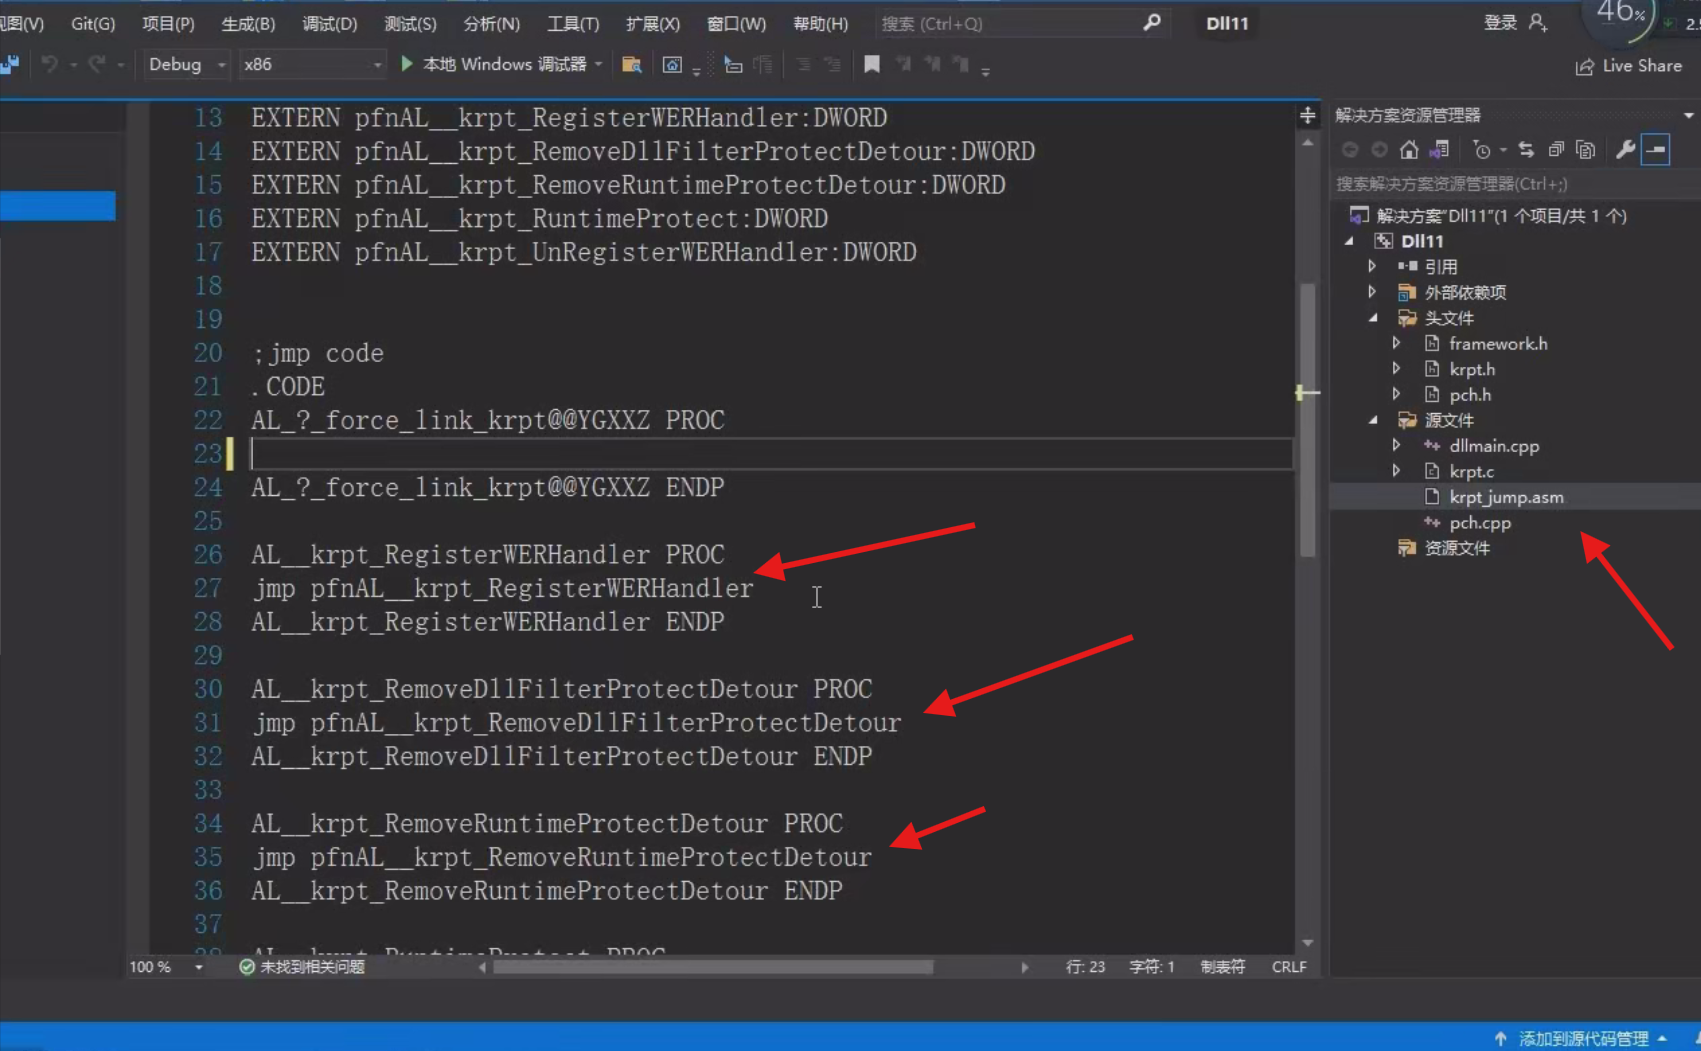 Git(G) 项目(P) 生成(B) 调试(D) 测试(S) 分析(N) 工具(T) 扩展(X) 窗口(W) 帮助(H) 搜索 (Ctrl+Q) Dll11 登录 46%
Debug x86 本地 Windows 调试器 Live Share
13 EXTERN pfnAL__krpt_RegisterWERHandler:DWORD
14 EXTERN pfnAL__krpt_RemoveDllFilterProtectDetour:DWORD
15 EXTERN pfnAL__krpt_RemoveRuntimeProtectDetour:DWORD
16 EXTERN pfnAL__krpt_RuntimeProtect:DWORD
17 EXTERN pfnAL__krpt_UnRegisterWERHandler:DWORD
18
19
20 ;jmp code
21 .CODE
22 AL_?_force_link_krpt@@YGXXZ PROC
23
24 AL_?_force_link_krpt@@YGXXZ ENDP
25
26 AL__krpt_RegisterWERHandler PROC
27 jmp pfnAL__krpt_RegisterWERHandler
28 AL__krpt_RegisterWERHandler ENDP
29
30 AL__krpt_RemoveDllFilterProtectDetour PROC
31 jmp pfnAL__krpt_RemoveDllFilterProtectDetour
32 AL__krpt_RemoveDllFilterProtectDetour ENDP
33
34 AL__krpt_RemoveRuntimeProtectDetour PROC
35 jmp pfnAL__krpt_RemoveRuntimeProtectDetour
36 AL__krpt_RemoveRuntimeProtectDetour ENDP
37
38 AL__krpt_RuntimeProtect PROC
100 % 未找到相关问题 行: 23 字符: 1 制表符 CRLF
解决方案资源管理器
搜索解决方案资源管理器(Ctrl+;)
解决方案"Dll11"(1 个项目/共 1 个)
Dll11
引用
外部依赖项
头文件
framework.h
krpt.h
pch.h
源文件
dllmain.cpp
krpt.c
krpt_jump.asm
pch.cpp
资源文件
添加到源代码管理